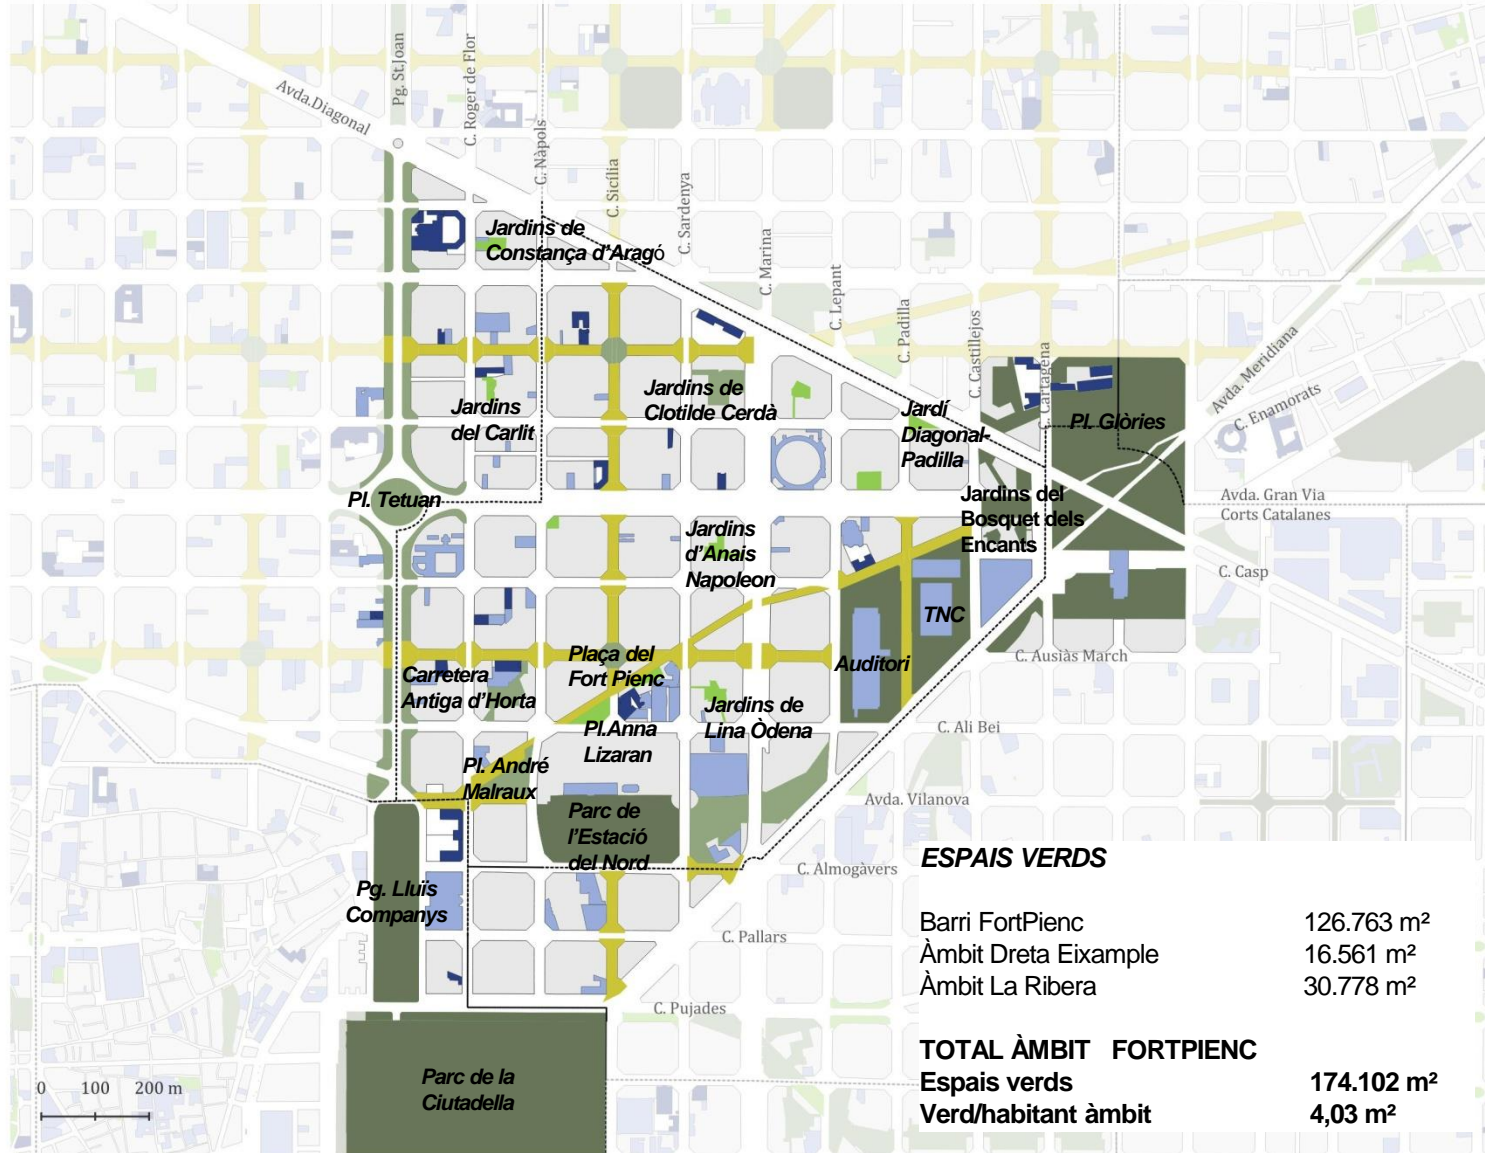 Avda.Diagonal
Pg. St.Joan
C. Roger de Flor
C. Nàpols
C. Sicília
C. Sardenya
C. Marina
C. Lepant
C. Padilla
C. Castillejos
C. Cartagena
Avda. Meridiana
C. Enamorats
Jardins de
Constança d'Aragó
Jardins
del Carlit
Jardins de
Clotilde Cerdà
Jardí
Diagonal-
Padilla
Pl. Glòries
Pl. Tetuan
Jardins del
Bosquet dels
Encants
Avda. Gran Via
Corts Catalanes
Jardins
d'Anais
Napoleon
C. Casp
TNC
Auditori
C. Ausiàs March
Plaça del
Fort Pienc
Carretera
Antiga d'Horta
Jardins de
Lina Òdena
Pl.Anna
Lizaran
C. Ali Bei
Pl. André
Malraux
Parc de
l'Estació
del Nord
Avda. Vilanova
C. Almogàvers
Pg. Lluïs
Companys
C. Pallars
C. Pujades
Parc de la
Ciutadella
0 100 200 m
ESPAIS VERDS
Barri FortPienc 126.763 m²
Àmbit Dreta Eixample 16.561 m²
Àmbit La Ribera 30.778 m²
TOTAL ÀMBIT FORTPIENC
Espais verds 174.102 m²
Verd/habitant àmbit 4,03 m²